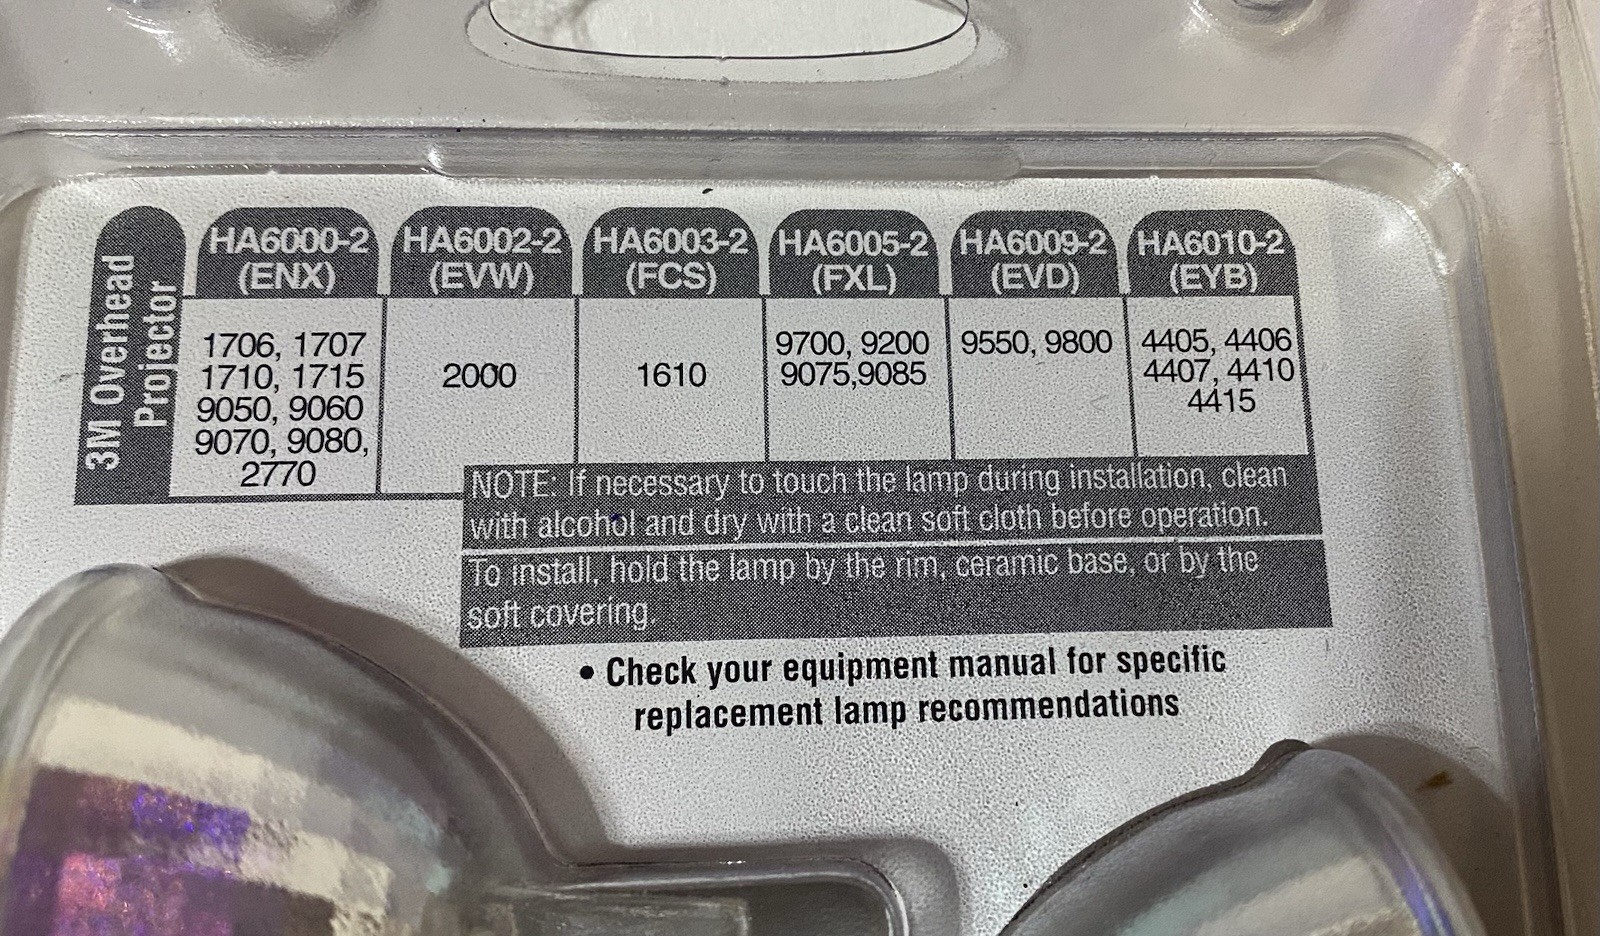 3M Overhead
Projector
HA6000-2 HA6002-2 HA6003-2 HA6005-2 HA6009-2 HA6010-2
(ENX) (EVW) (FCS) (FXL) (EVD) (EYB)
1706, 1707
1710, 1715
9050, 9060
9070, 9080,
2770
2000
1610
9700, 9200
9075,9085
9550, 9800
4405, 4406
4407, 4410
4415
NOTE: If necessary to touch the lamp during installation, clean
with alcohol and dry with a clean soft cloth before operation.
To install, hold the lamp by the rim, ceramic base, or by the
soft covering.
• Check your equipment manual for specific
replacement lamp recommendations